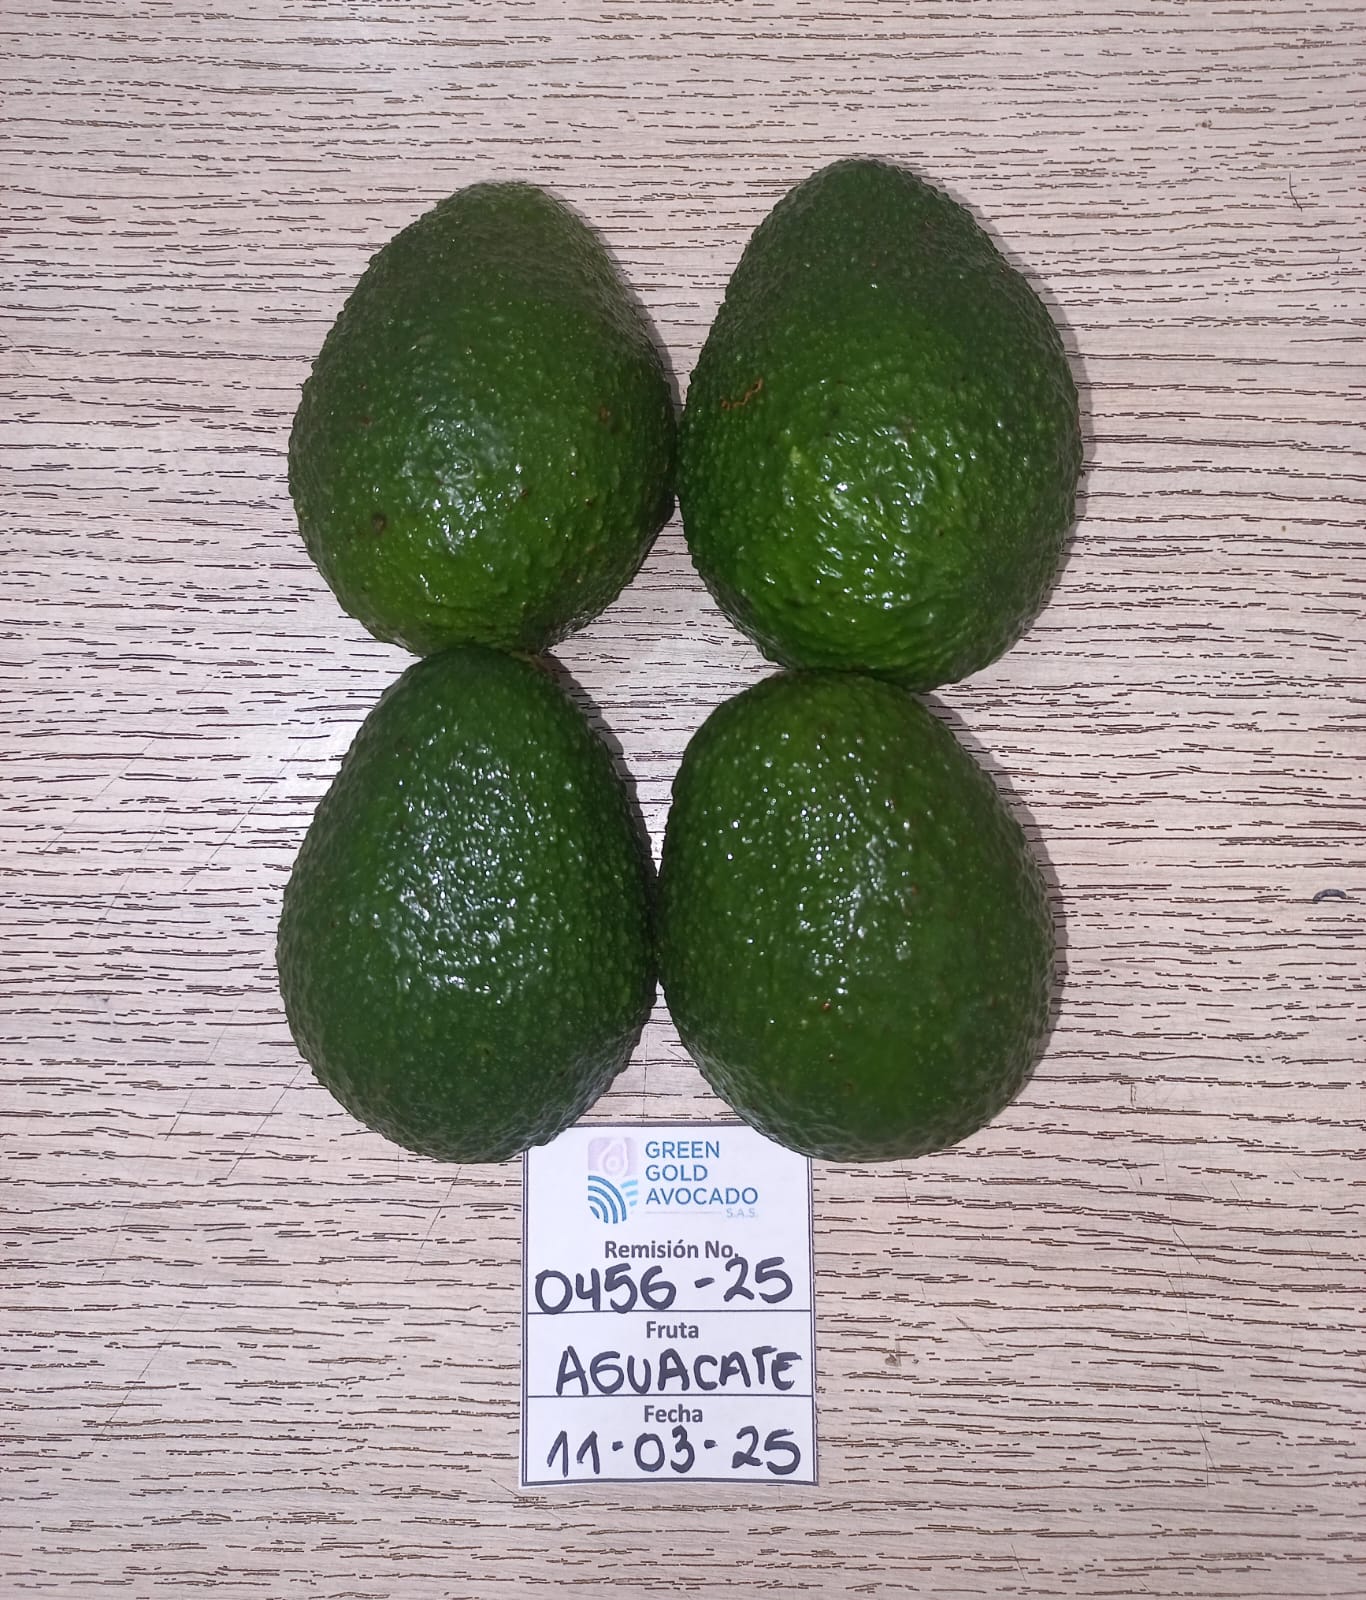 GREEN
GOLD
AVOCADO
S.A.S.
Remisión No.
0456-25
Fruta
AGUACATE
Fecha
11-03-25